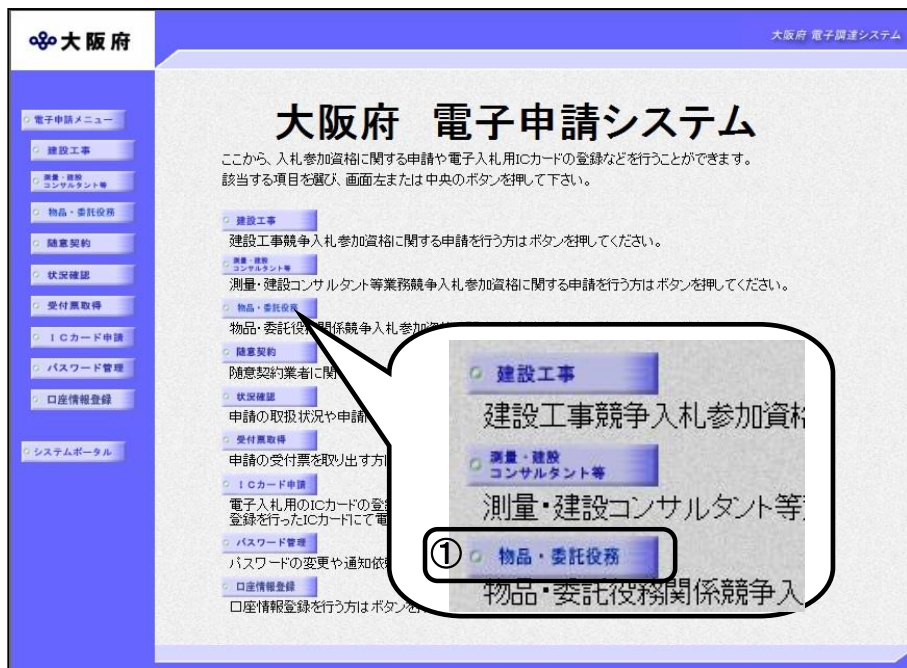 大阪府
大阪府 電子調達システム
電子申請メニュー
建設工事
測量・建設
コンサルタント等
物品・委託役務
随意契約
状況確認
受付票取得
ICカード申請
パスワード管理
口座情報登録
システムポータル
大阪府 電子申請システム
ここから、入札参加資格に関する申請や電子入札用ICカードの登録などを行うことができます。
該当する項目を選び、画面左または中央のボタンを押して下さい。
建設工事
建設工事競争入札参加資格に関する申請を行う方はボタンを押してください。
測量・建設
コンサルタント等
測量・建設コンサルタント等業務競争入札参加資格に関する申請を行う方はボタンを押してください。
物品・委託役務
物品・委託役務関係競争入札参加
随意契約
随意契約業者に関
状況確認
申請の取扱状況や申請
受付票取得
申請の受付票を取り出す方
ICカード申請
電子入札用のICカードの登
登録を行ったICカードにて電
パスワード管理
パスワードの変更や通知依
口座情報登録
口座情報登録を行う方はボタンを
建設工事
建設工事競争入札参加資格
測量・建設
コンサルタント等
測量・建設コンサルタント等
① 物品・委託役務
物品・委託役務関係競争入